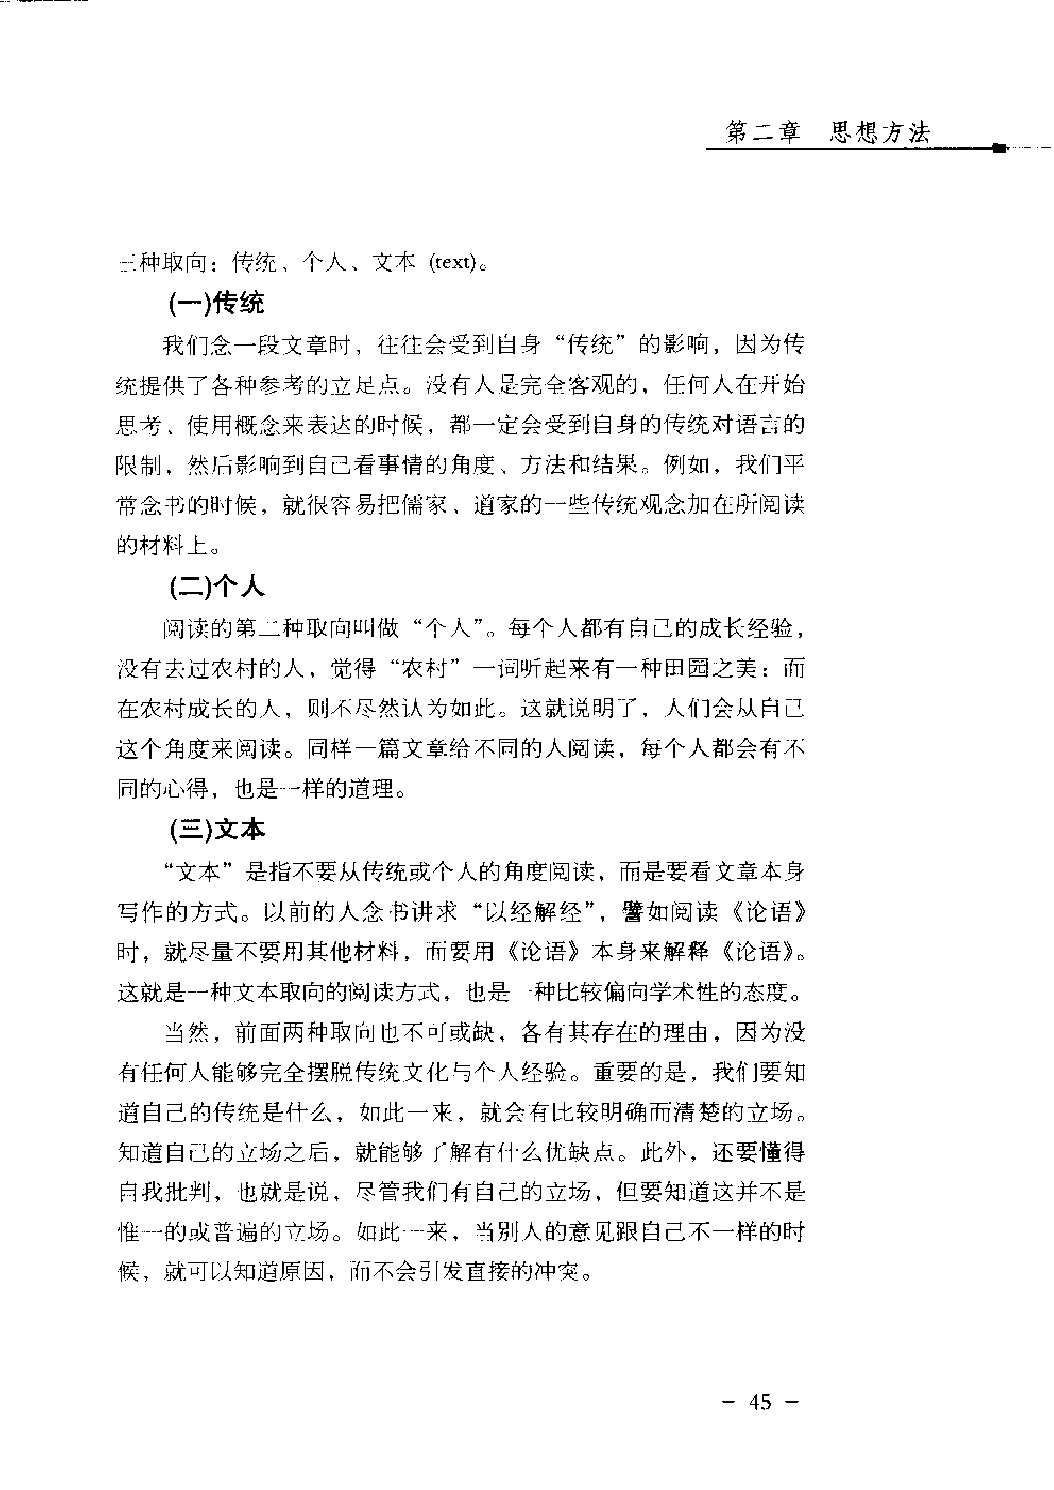 第二章 思想方法
三种取向：传统、个人、文本 (text)。
(一)传统
我们念一段文章时，往往会受到自身“传统”的影响，因为传
统提供了各种参考的立足点。没有人是完全客观的，任何人在开始
思考、使用概念来表达的时候，都一定会受到自身的传统对语言的
限制，然后影响到自己看事情的角度、方法和结果。例如，我们平
常念书的时候，就很容易把儒家、道家的一些传统观念加在所阅读
的材料上。
(二)个人
阅读的第二种取向叫做“个人”。每个人都有自己的成长经验，
没有去过农村的人，觉得“农村”一词听起来有一种田园之美；而
在农村成长的人，则不尽然认为如此。这就说明了，人们会从自己
这个角度来阅读。同样一篇文章给不同的人阅读，每个人都会有不
同的心得，也是一样的道理。
(三)文本
“文本”是指不要从传统或个人的角度阅读，而是要看文章本身
写作的方式。以前的人念书讲求“以经解经”，譬如阅读《论语》
时，就尽量不要用其他材料，而要用《论语》本身来解释《论语》。
这就是一种文本取向的阅读方式，也是一种比较偏向学术性的态度。
当然，前面两种取向也不可或缺，各有其存在的理由，因为没
有任何人能够完全摆脱传统文化与个人经验。重要的是，我们要知
道自己的传统是什么，如此一来，就会有比较明确而清楚的立场。
知道自己的立场之后，就能够了解有什么优缺点。此外，还要懂得
自我批判，也就是说，尽管我们有自己的立场，但要知道这并不是
惟一的或普遍的立场。如此一来，当别人的意见跟自己不一样的时
候，就可以知道原因，而不会引发直接的冲突。
— 45 —